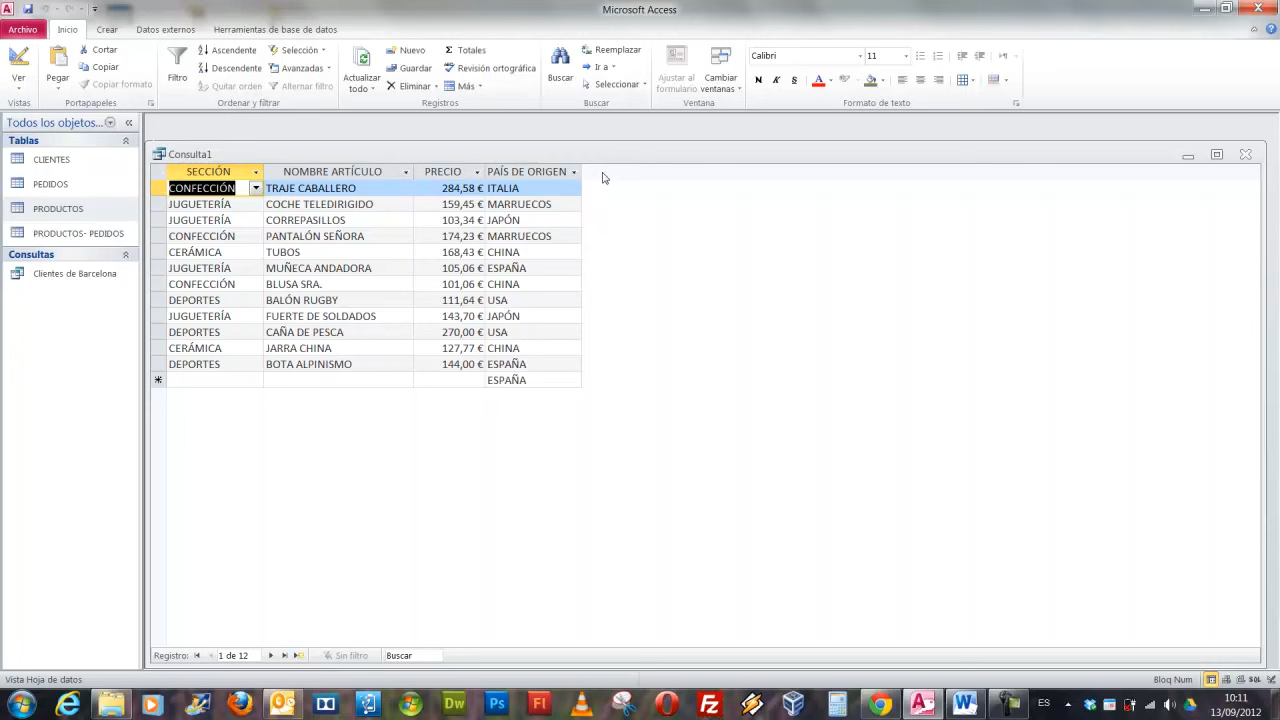 Microsoft Access
Archivo Inicio Crear Datos externos Herramientas de base de datos
Ver
Vistas
Pegar
Cortar
Copiar
Copiar formato
Portapapeles
Filtro
Ascendente
Descendente
Quitar orden
Selección
Avanzadas
Alternar filtro
Ordenar y filtrar
Actualizar todo
Nuevo
Guardar
Eliminar
Totales
Revisión ortográfica
Más
Registros
Buscar
Reemplazar
Ir a
Seleccionar
Buscar
Ajustar al formulario
Cambiar ventanas
Ventana
Calibri 11
N K S A
Formato de texto
Todos los objetos...
Tablas
CLIENTES
PEDIDOS
PRODUCTOS
PRODUCTOS- PEDIDOS
Consultas
Clientes de Barcelona
Consulta1
SECCIÓN NOMBRE ARTÍCULO PRECIO PAÍS DE ORIGEN
CONFECCIÓN TRAJE CABALLERO 284,58 € ITALIA
JUGUETERÍA COCHE TELEDIRIGIDO 159,45 € MARRUECOS
JUGUETERÍA CORREPASILLOS 103,34 € JAPÓN
CONFECCIÓN PANTALÓN SEÑORA 174,23 € MARRUECOS
CERÁMICA TUBOS 168,43 € CHINA
JUGUETERÍA MUÑECA ANDADORA 105,06 € ESPAÑA
CONFECCIÓN BLUSA SRA. 101,06 € CHINA
DEPORTES BALÓN RUGBY 111,64 € USA
JUGUETERÍA FUERTE DE SOLDADOS 143,70 € JAPÓN
DEPORTES CAÑA DE PESCA 270,00 € USA
CERÁMICA JARRA CHINA 127,77 € CHINA
DEPORTES BOTA ALPINISMO 144,00 € ESPAÑA
ESPAÑA
Registro: 1 de 12 Sin filtro Buscar
Vista Hoja de datos Bloq Num SQL
Dw Ps Fl Fz W ES 10:11
13/09/2012